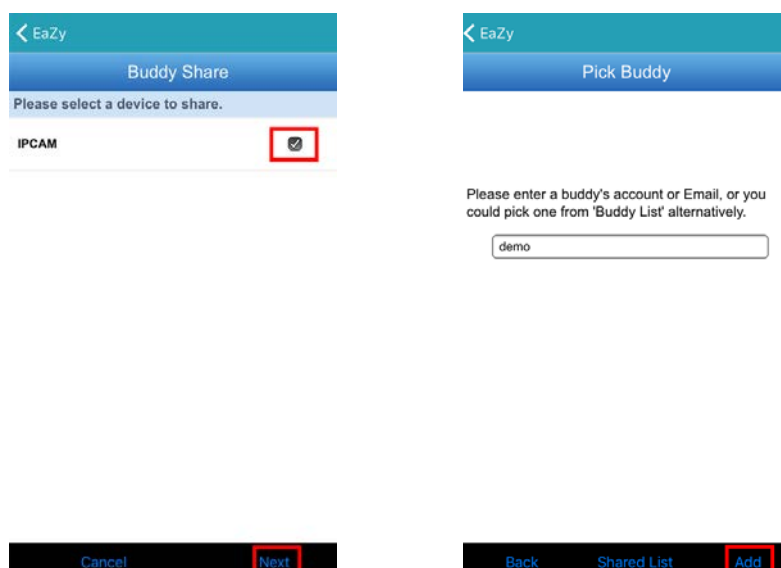 EaZy
Buddy Share
Please select a device to share.
IPCAM
Cancel
Next
EaZy
Pick Buddy
Please enter a buddy's account or Email, or you
could pick one from 'Buddy List' alternatively.
demo
Back
Shared List
Add